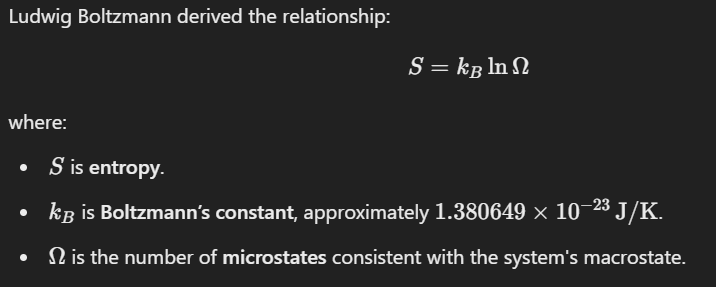 Ludwig Boltzmann derived the relationship:
S = k_B ln Ω
where:
• S is entropy.
• k_B is Boltzmann's constant, approximately 1.380649 × 10⁻²³ J/K.
• Ω is the number of microstates consistent with the system's macrostate.